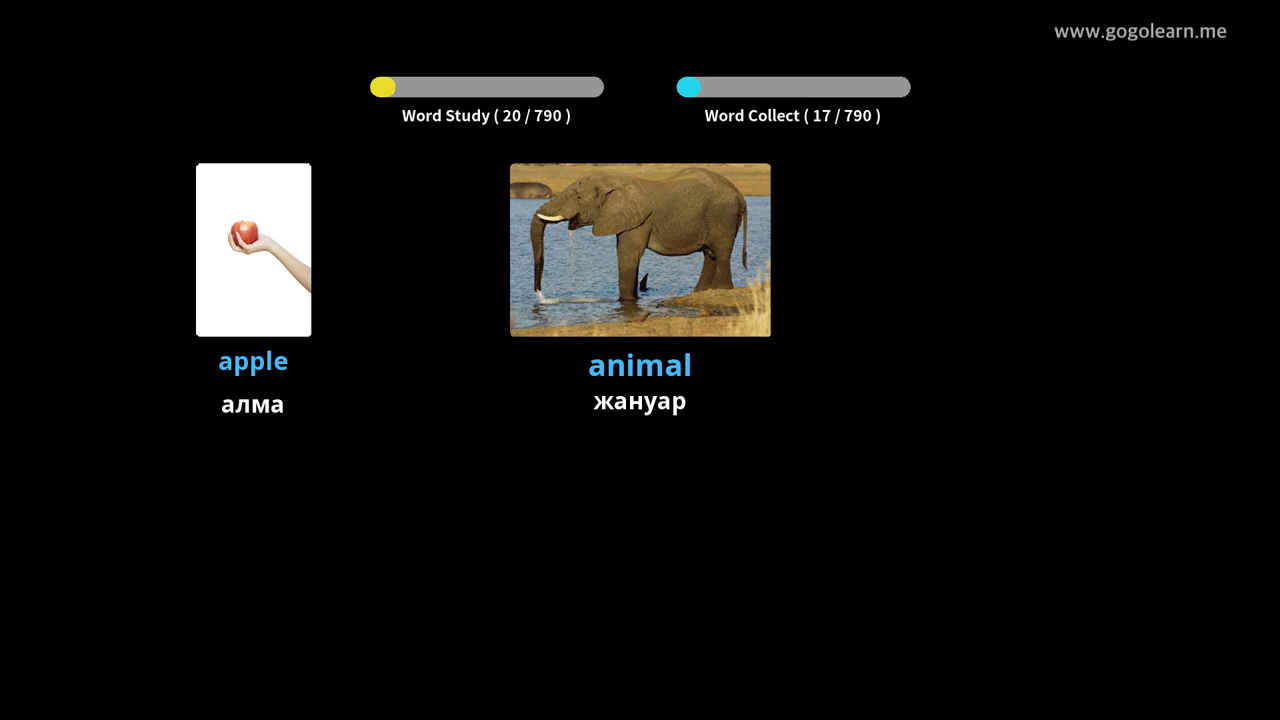 www.gogolearn.me
Word Study ( 20 / 790 )
Word Collect ( 17 / 790 )
apple
алма
animal
жануар